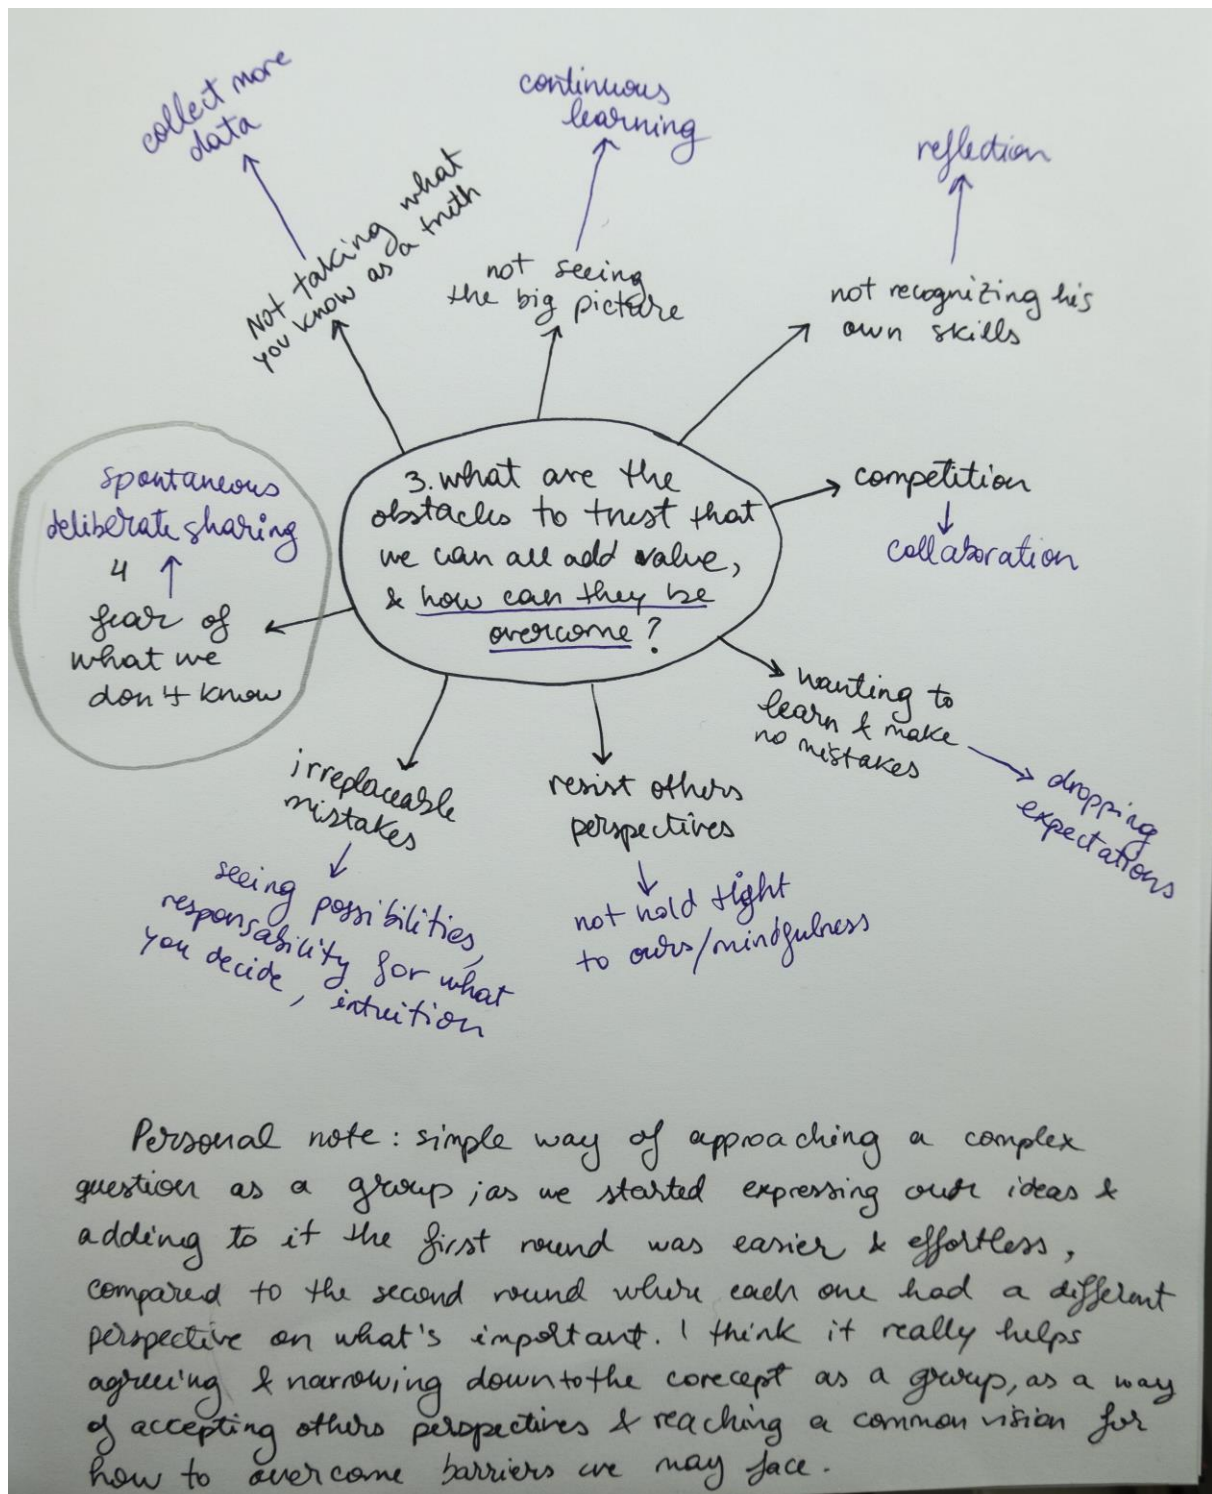 collect more
data
continuous
learning
reflection
Not taking what
you know as a truth
not seeing
the big picture
not recognizing his
own skills
3. what are the
obstacles to trust that
we can all add value,
& how can they be
overcome?
competition
collaboration
spontaneous
deliberate sharing
4
fear of
what we
don't know
wanting to
learn & make
no mistakes
dropping
expectations
irreplaceable
mistakes
seeing possibilities,
responsability for what
you decide, intuition
resist others
perspectives
not hold tight
to ours/mindfulness
Personal note: simple way of approaching a complex
question as a group; as we started expressing our ideas &
adding to it the first round was easier & effortless,
compared to the second round where each one had a different
perspective on what's important. I think it really helps
agreeing & narrowing down to the concept as a group, as a way
of accepting others perspectives & reaching a common vision for
how to overcome barriers we may face.